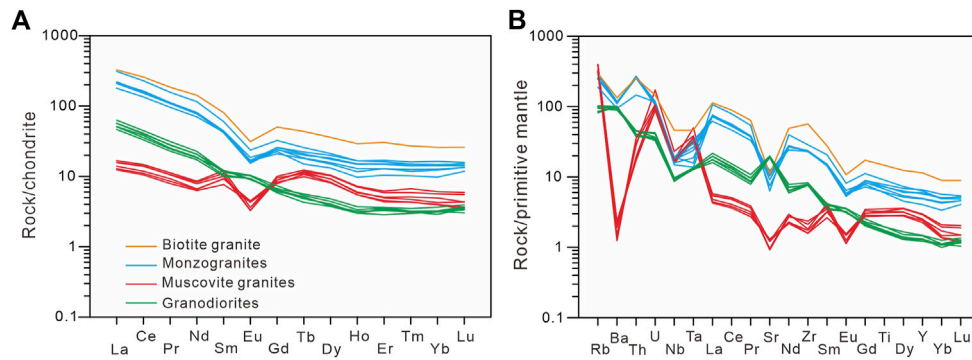 A
Rock/chondrite
1000
100
10
1
0.1
Biotite granite
Monzogranites
Muscovite granites
Granodiorites
La Ce Pr Nd Sm Eu Gd Tb Dy Ho Er Tm Yb Lu
B
Rock/primitive mantle
1000
100
10
1
0.1
Rb Ba Th U Nb Ta La Ce Pr Sr Nd Zr Sm Eu Gd Ti Dy Y Yb Lu